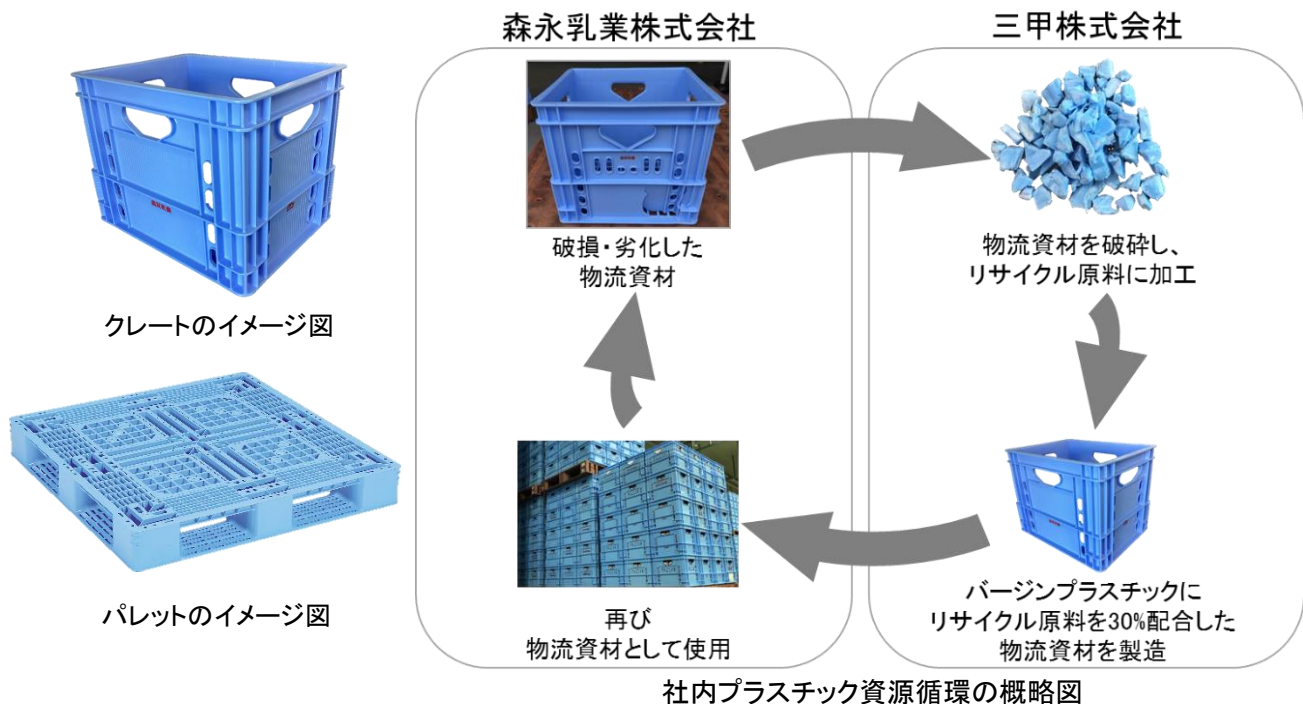 森永乳業株式会社
三甲株式会社
クレートのイメージ図
破損・劣化した
物流資材
物流資材を破砕し、
リサイクル原料に加工
パレットのイメージ図
再び
物流資材として使用
バージンプラスチックに
リサイクル原料を30%配合した
物流資材を製造
社内プラスチック資源循環の概略図